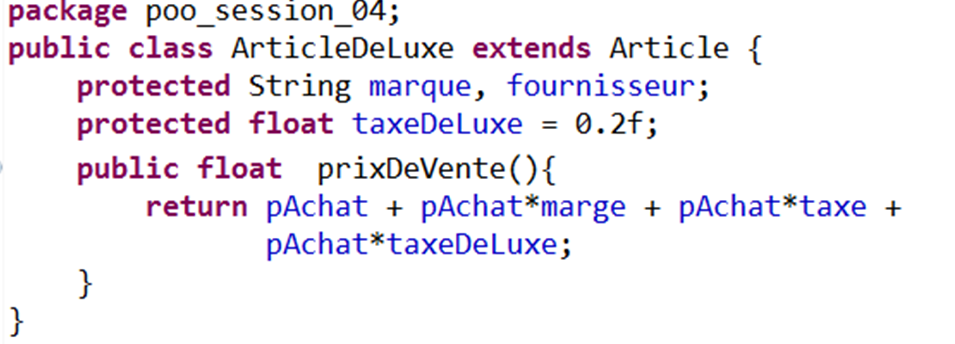 package poo_session_04;
public class ArticleDeLuxe extends Article {
protected String marque, fournisseur;
protected float taxeDeLuxe = 0.2f;
public float prixDeVente(){
return pAchat + pAchat*marge + pAchat*taxe +
pAchat*taxeDeLuxe;
}
}